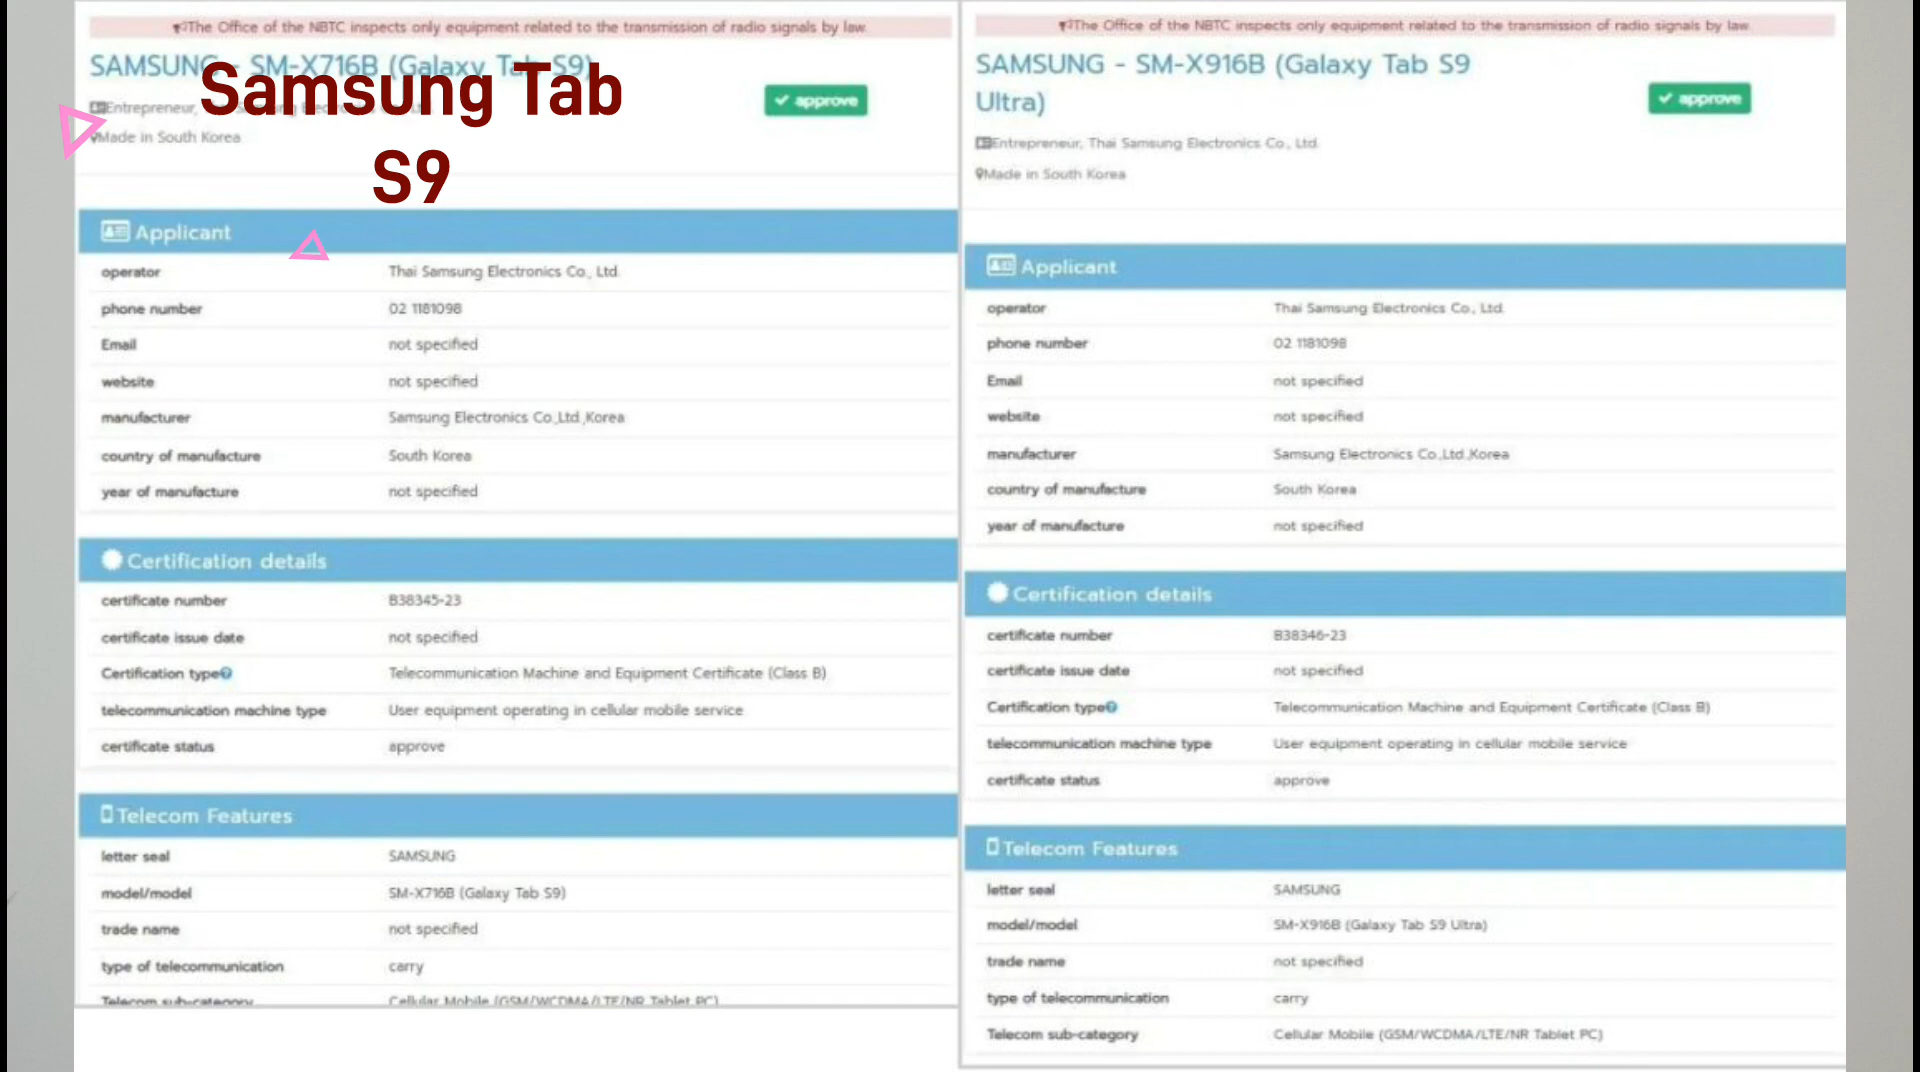 The Office of the NBTC inspects only equipment related to the transmission of radio signals by law.
SAMSUNG - SM-X716B (Galaxy Tab S9)
Samsung Tab
S9
approve
Entrepreneur,
Made in South Korea
Applicant
operator Thai Samsung Electronics Co., Ltd.
phone number 02 1181098
Email not specified
website not specified
manufacturer Samsung Electronics Co.,Ltd.,Korea
country of manufacture South Korea
year of manufacture not specified
Certification details
certificate number B38345-23
certificate issue date not specified
Certification type Telecommunication Machine and Equipment Certificate (Class B)
telecommunication machine type User equipment operating in cellular mobile service
certificate status approve
Telecom Features
letter seal SAMSUNG
model/model SM-X716B (Galaxy Tab S9)
trade name not specified
type of telecommunication carry
Telecom sub-category Cellular Mobile (GSM/WCDMA/LTE/NR Tablet PC)
The Office of the NBTC inspects only equipment related to the transmission of radio signals by law.
SAMSUNG - SM-X916B (Galaxy Tab S9
Ultra)
approve
Entrepreneur, Thai Samsung Electronics Co., Ltd.
Made in South Korea
Applicant
operator Thai Samsung Electronics Co., Ltd.
phone number 02 1181098
Email not specified
website not specified
manufacturer Samsung Electronics Co.,Ltd.,Korea
country of manufacture South Korea
year of manufacture not specified
Certification details
certificate number B38346-23
certificate issue date not specified
Certification type Telecommunication Machine and Equipment Certificate (Class B)
telecommunication machine type User equipment operating in cellular mobile service
certificate status approve
Telecom Features
letter seal SAMSUNG
model/model SM-X916B (Galaxy Tab S9 Ultra)
trade name not specified
type of telecommunication carry
Telecom sub-category Cellular Mobile (GSM/WCDMA/LTE/NR Tablet PC)